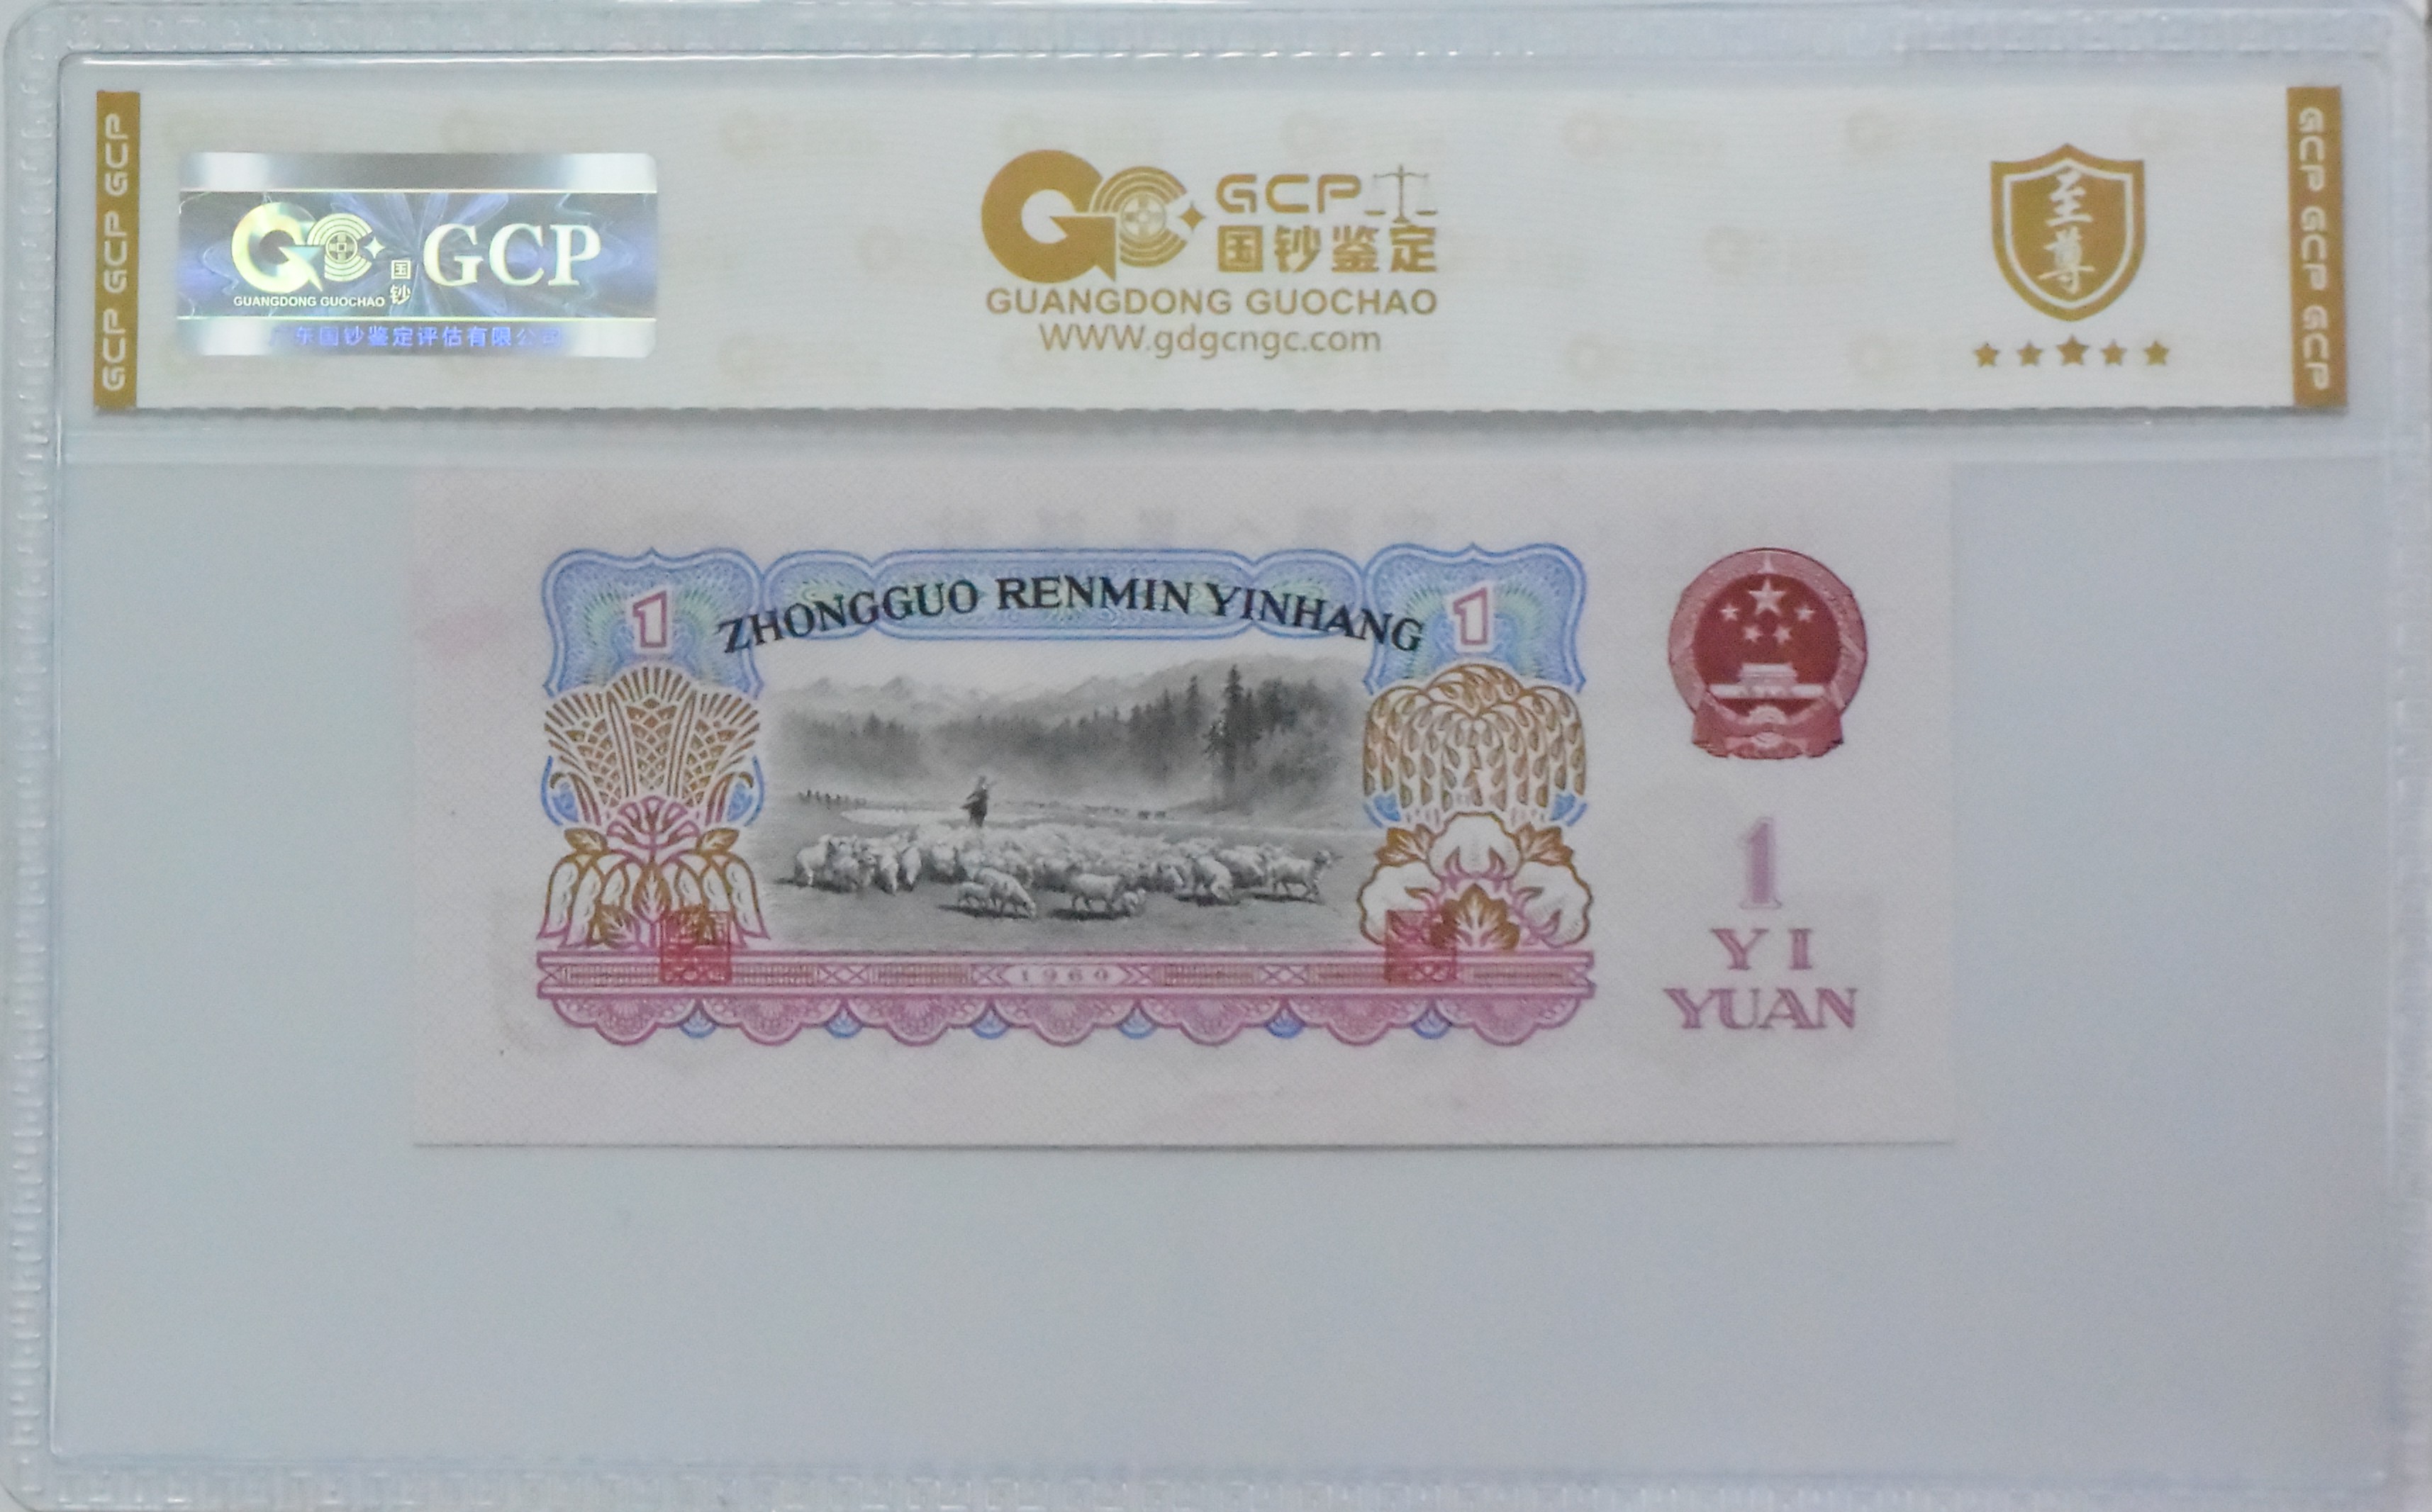 GCP GCP GCP
国钞
GCP
GUANGDONG GUOCHAO
广东国钞鉴定评估有限公司
GCP
国钞鉴定
GUANGDONG GUOCHAO
WWW.gdgcngc.com
至尊
GCP GCP GCP
1
ZHONGGUO RENMIN YINHANG
1
1960
1
YI
YUAN